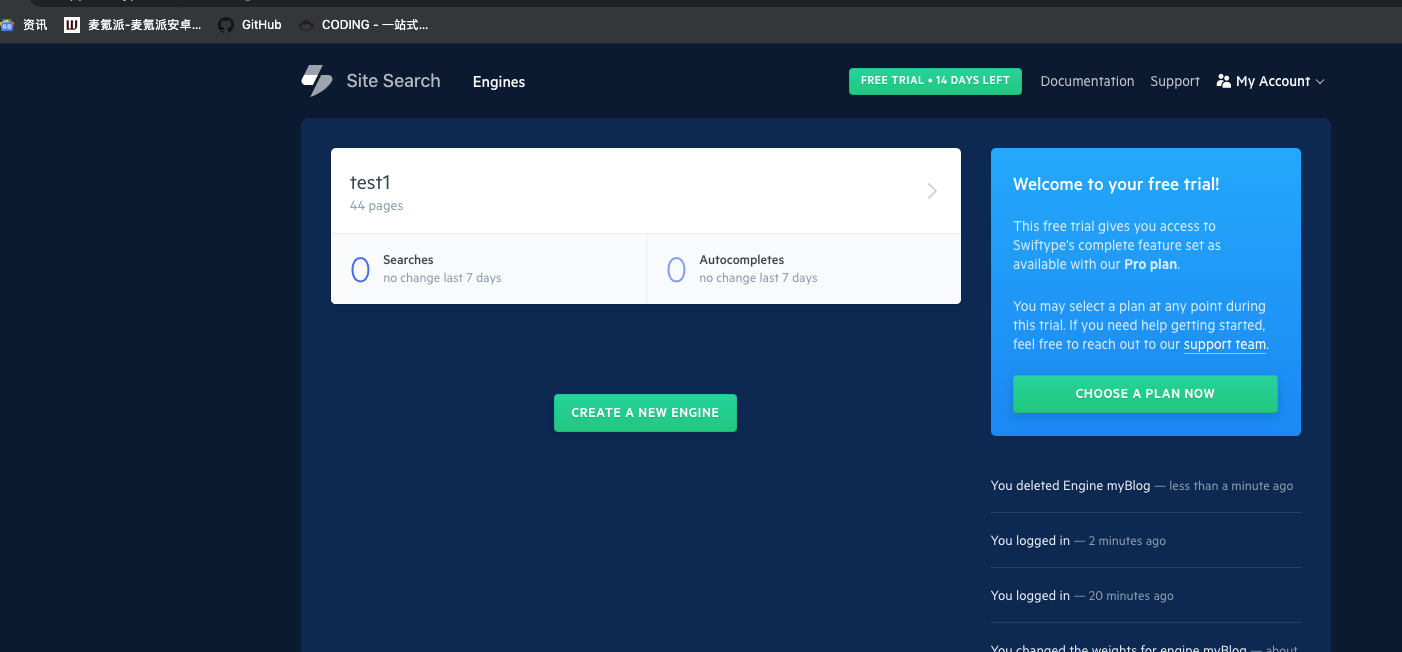 资讯
麦氪派-麦氪派安卓...
GitHub
CODING - 一站式...
Site Search
Engines
FREE TRIAL • 14 DAYS LEFT
Documentation
Support
My Account
test1
44 pages
0
Searches
no change last 7 days
0
Autocompletes
no change last 7 days
CREATE A NEW ENGINE
Welcome to your free trial!
This free trial gives you access to
Swiftype's complete feature set as
available with our Pro plan.
You may select a plan at any point during
this trial. If you need help getting started,
feel free to reach out to our support team.
CHOOSE A PLAN NOW
You deleted Engine myBlog — less than a minute ago
You logged in — 2 minutes ago
You logged in — 20 minutes ago
You changed the weights for engine myBlog — about